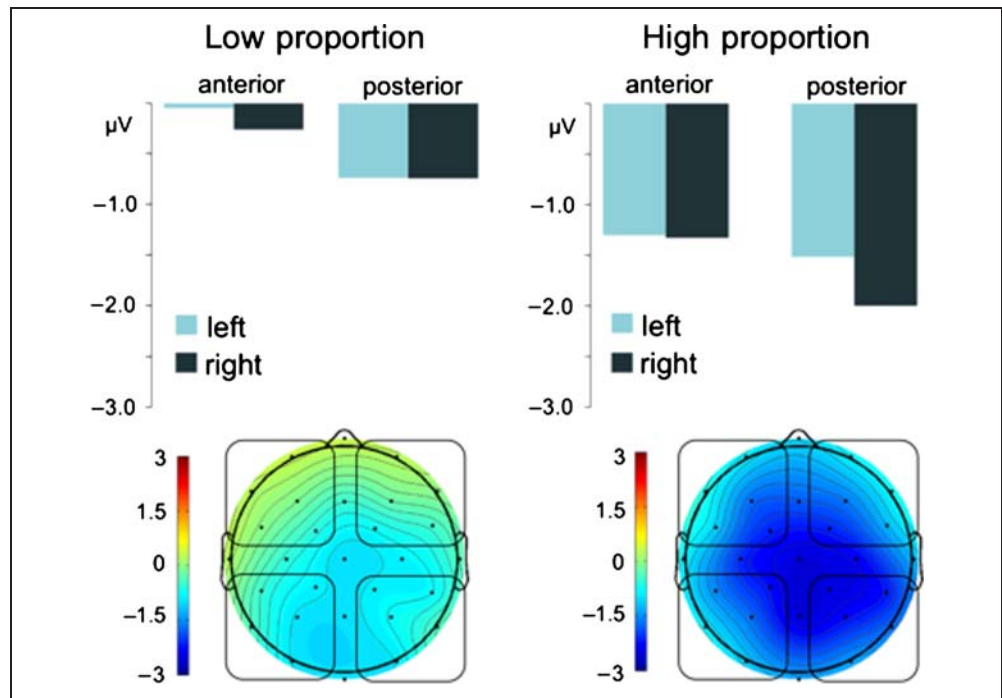 Low proportion
anterior
posterior
µV
−1.0
−2.0
−3.0
left
right
3
1.5
0
−1.5
−3
High proportion
anterior
posterior
µV
−1.0
−2.0
−3.0
left
right
3
1.5
0
−1.5
−3